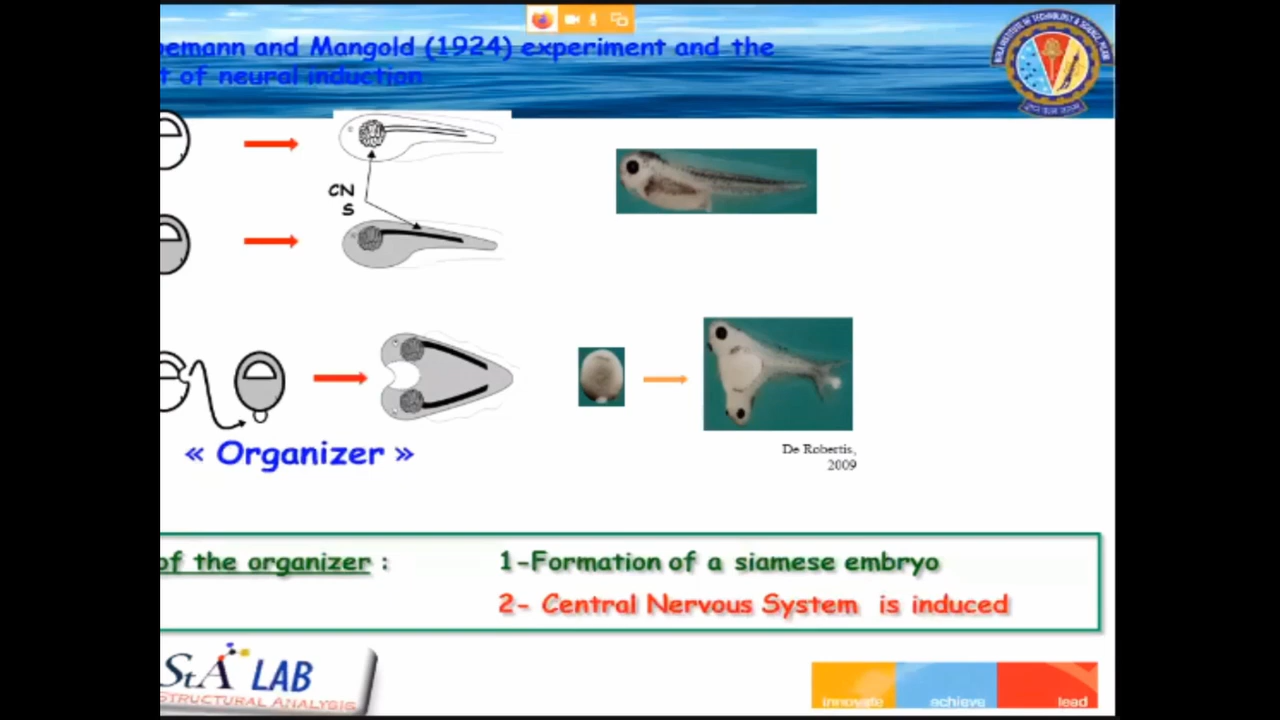 and Mangold (1924) experiment and the
of neural induction
CN
S
« Organizer »
De Robertis,
2009
of the organizer :
1-Formation of a siamese embryo
2- Central Nervous System is induced
StA LAB
STRUCTURAL ANALYSIS
innovate
achieve
lead